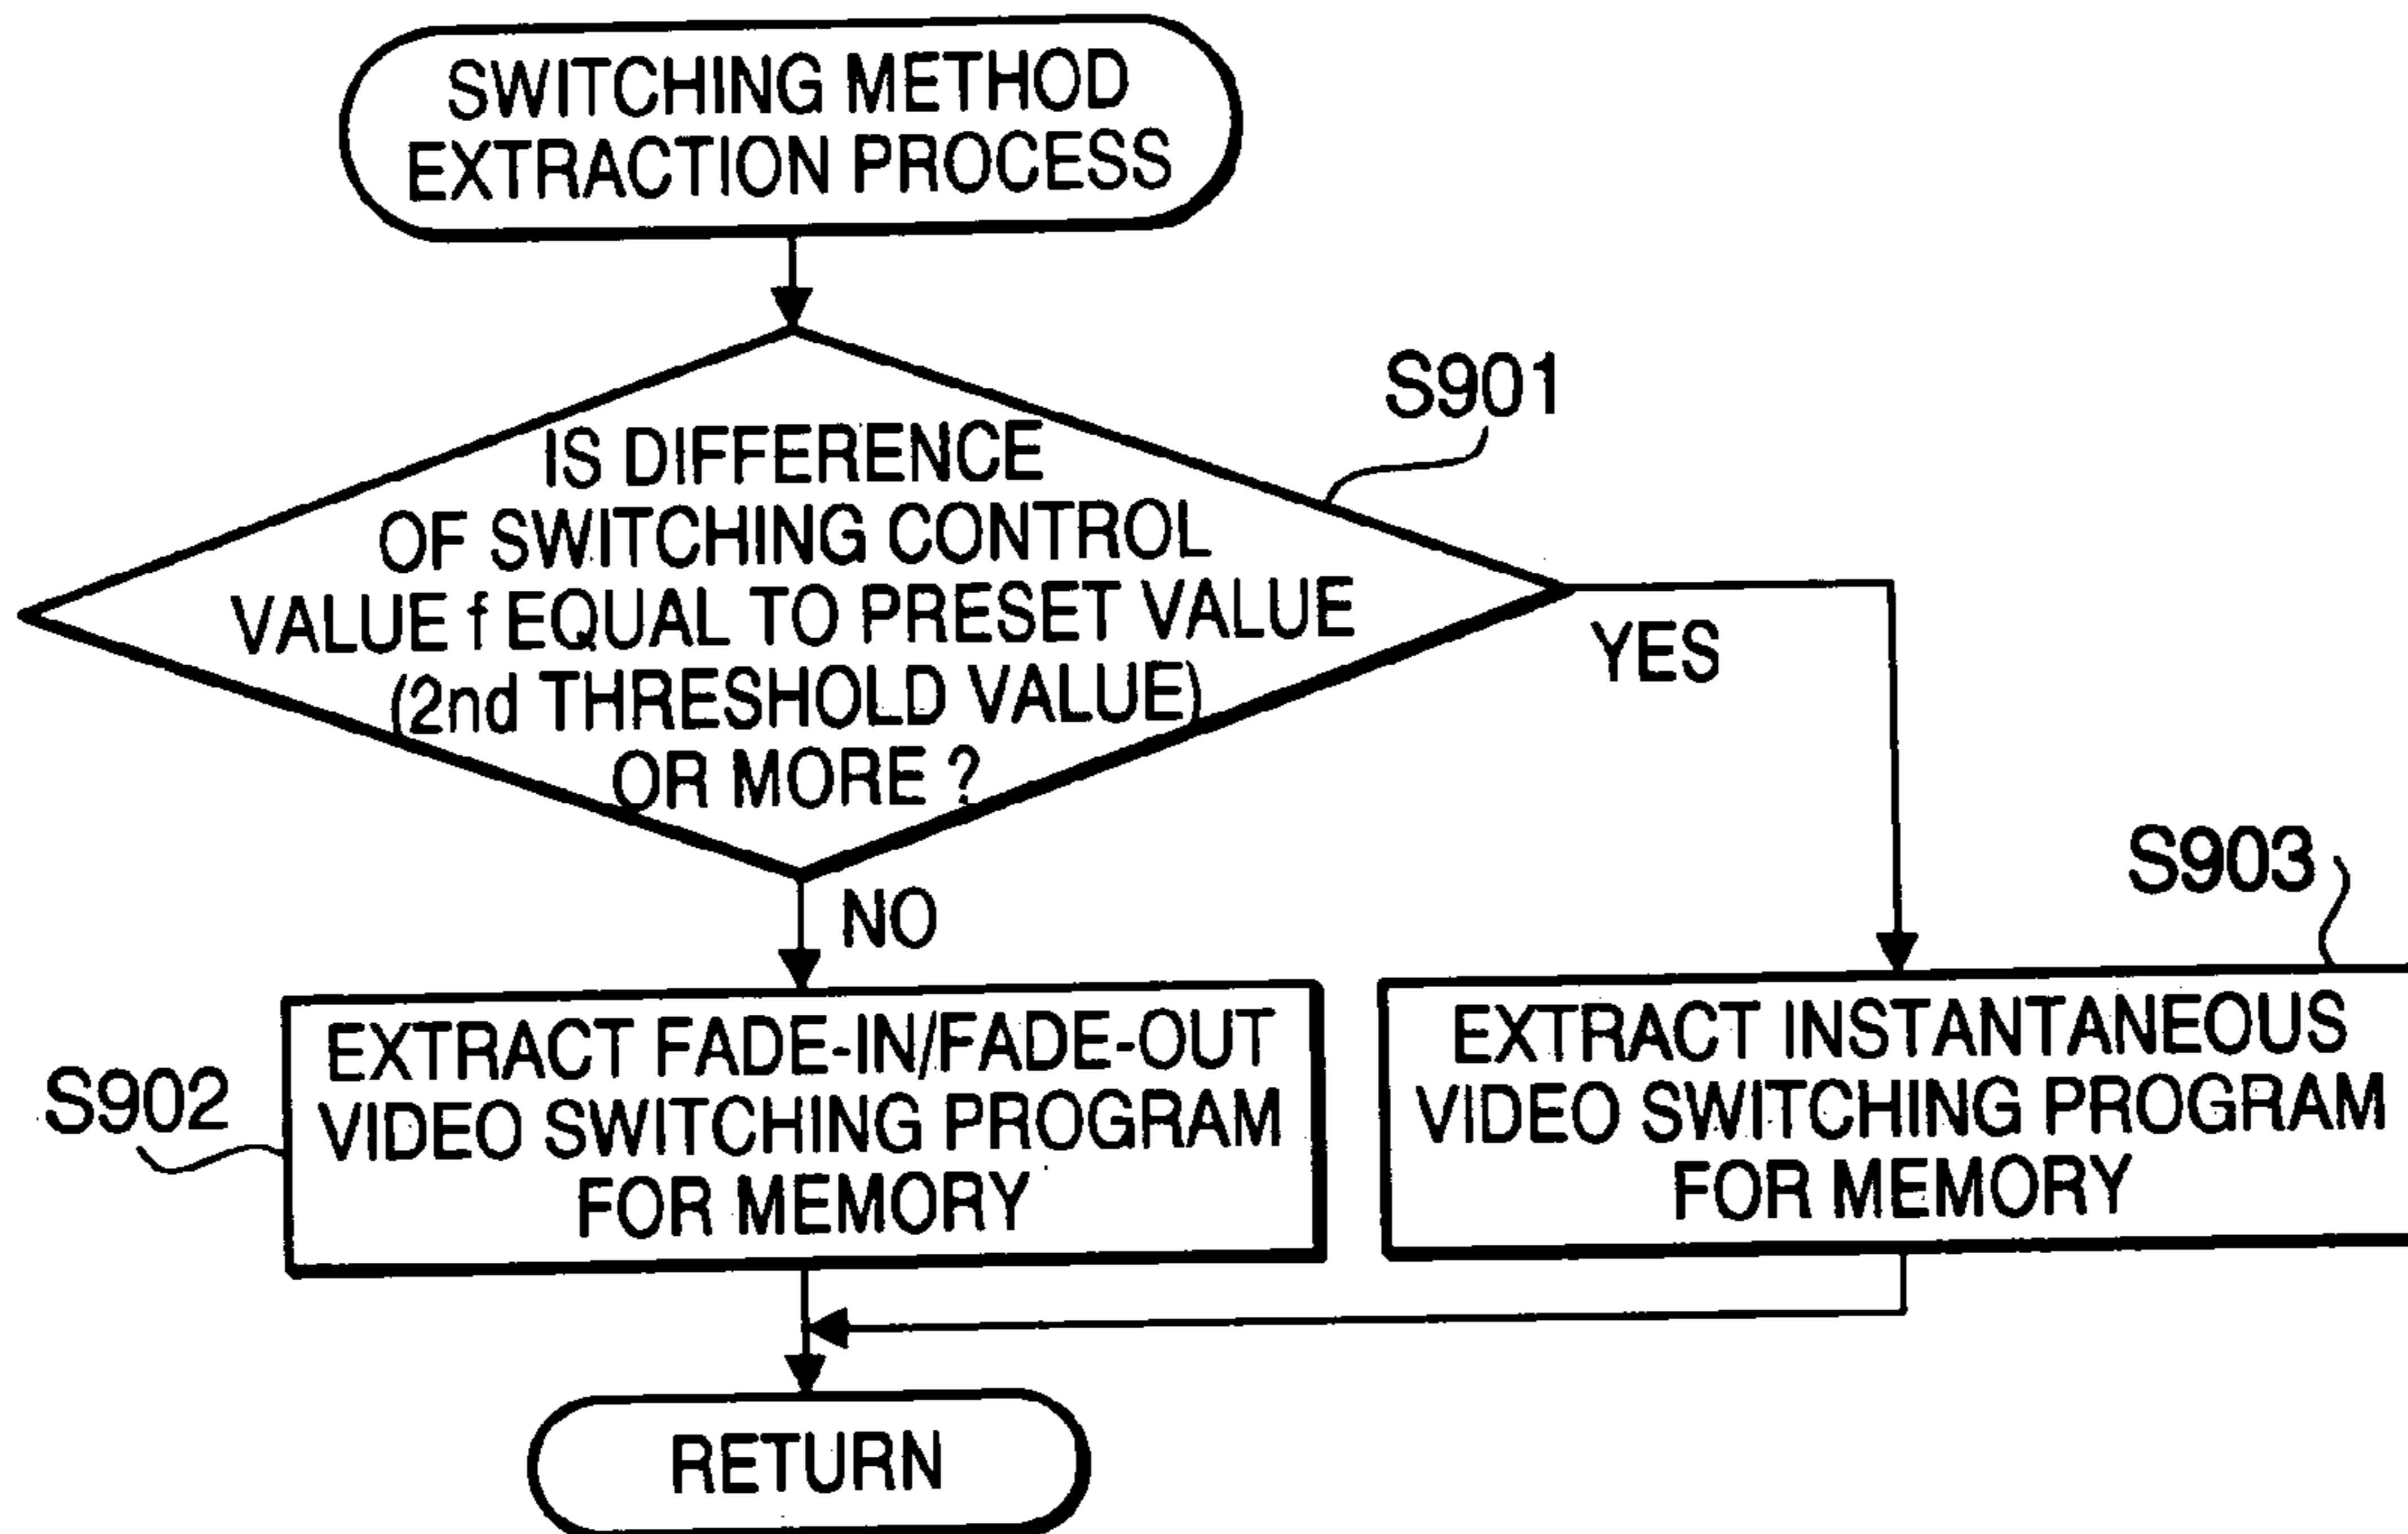 SWITCHING METHOD
EXTRACTION PROCESS
S901
IS DIFFERENCE
OF SWITCHING CONTROL
VALUE f EQUAL TO PRESET VALUE
(2nd THRESHOLD VALUE)
OR MORE ?
YES
NO
S903
S902
EXTRACT FADE-IN/FADE-OUT
VIDEO SWITCHING PROGRAM
FOR MEMORY
EXTRACT INSTANTANEOUS
VIDEO SWITCHING PROGRAM
FOR MEMORY
RETURN